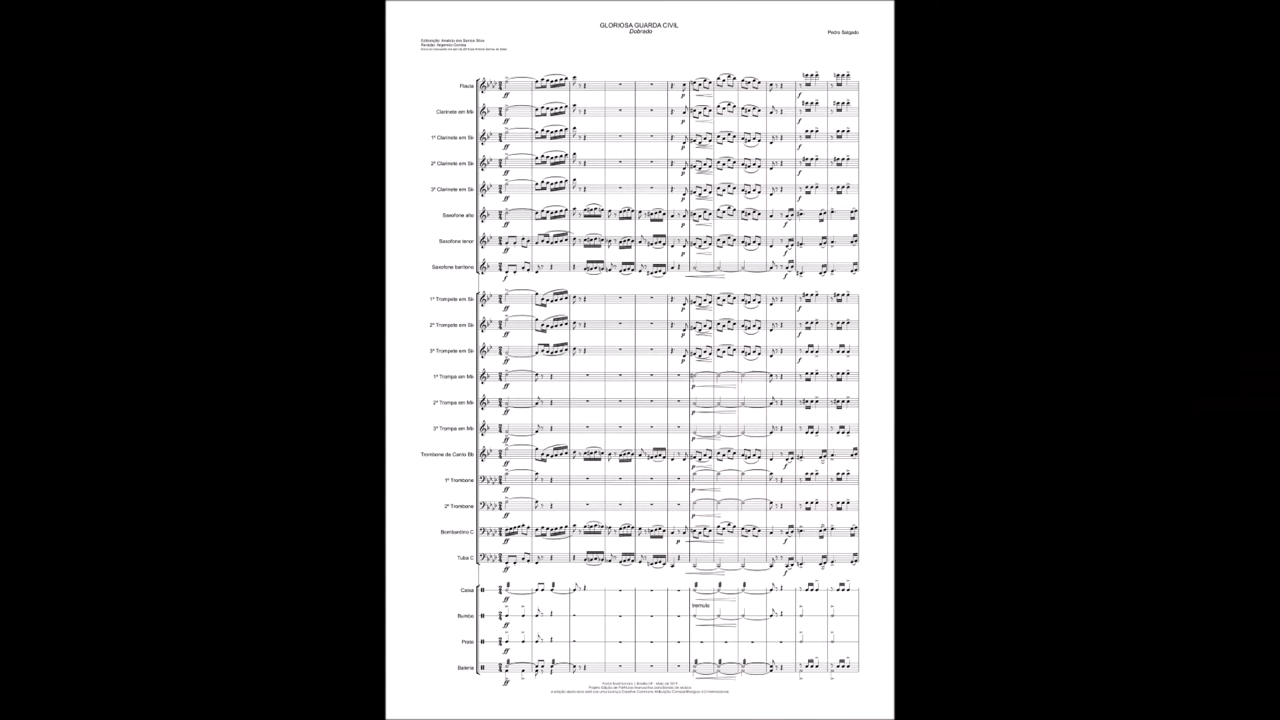 GLORIOSA GUARDA CIVIL
Dobrado
Pedro Salgado
Flauta
Clarinete em Mi♭
1º Clarinete em Si♭
2º Clarinete em Si♭
3º Clarinete em Si♭
Saxofone alto
Saxofone tenor
Saxofone barítono
1º Trompete em Si♭
2º Trompete em Si♭
3º Trompete em Si♭
1ª Trompa em Mi♭
2ª Trompa em Mi♭
3ª Trompa em Mi♭
Trombone de Canto Bb
1º Trombone
2º Trombone
Bombardino C
Tuba C
Caixa
Bumbo
tremulo
Prato
Bateria